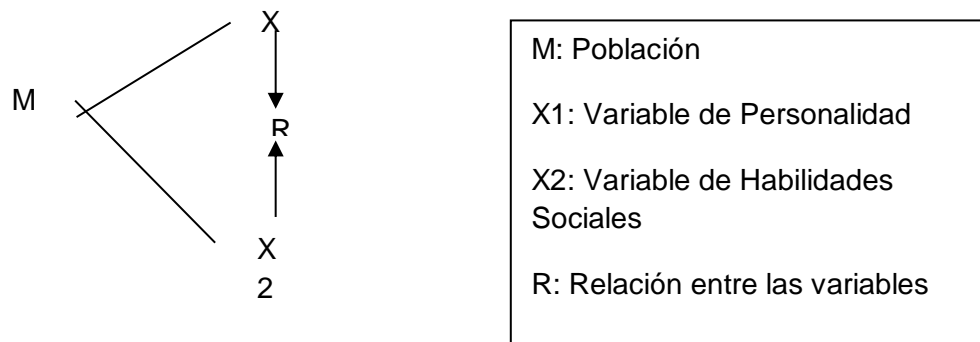 X
M
R
X
2
M: Población
X1: Variable de Personalidad
X2: Variable de Habilidades
Sociales
R: Relación entre las variables